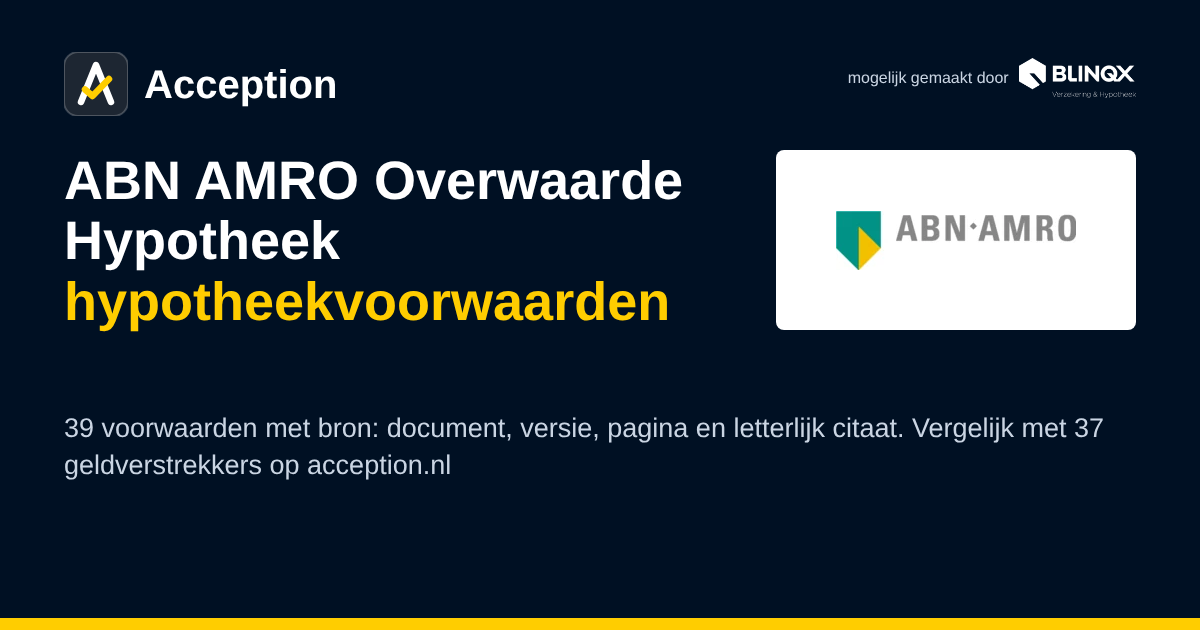 Acception
mogelijk gemaakt door
BLINQX
Verzekering & Hypotheek
ABN AMRO Overwaarde
Hypotheek
hypotheekvoorwaarden
ABN·AMRO
39 voorwaarden met bron: document, versie, pagina en letterlijk citaat. Vergelijk met 37
geldverstrekkers op acception.nl